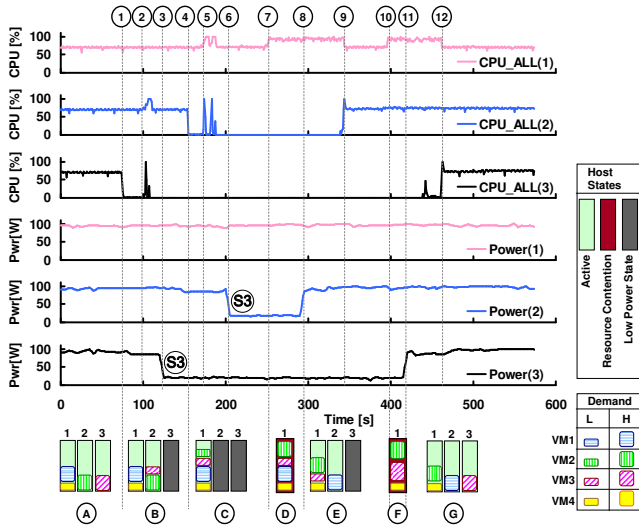 1 2 3 4 5 6 7 8 9 10 11 12
CPU [%]
100
50
0
CPU_ALL(1)
CPU [%]
100
50
0
CPU_ALL(2)
CPU [%]
100
50
0
CPU_ALL(3)
Pwr[W]
100
50
0
Power(1)
Pwr[W]
100
50
0
S3
Power(2)
Pwr[W]
100
50
0
S3
Power(3)
0 100 200 300 400 500 600
Time [s]
Host
States
Active
Resource Contention
Low Power State
1 2 3
1 2 3
1 2 3
1
1 2 3
1
1 2 3
A B C D E F G
Demand
L H
VM1
VM2
VM3
VM4